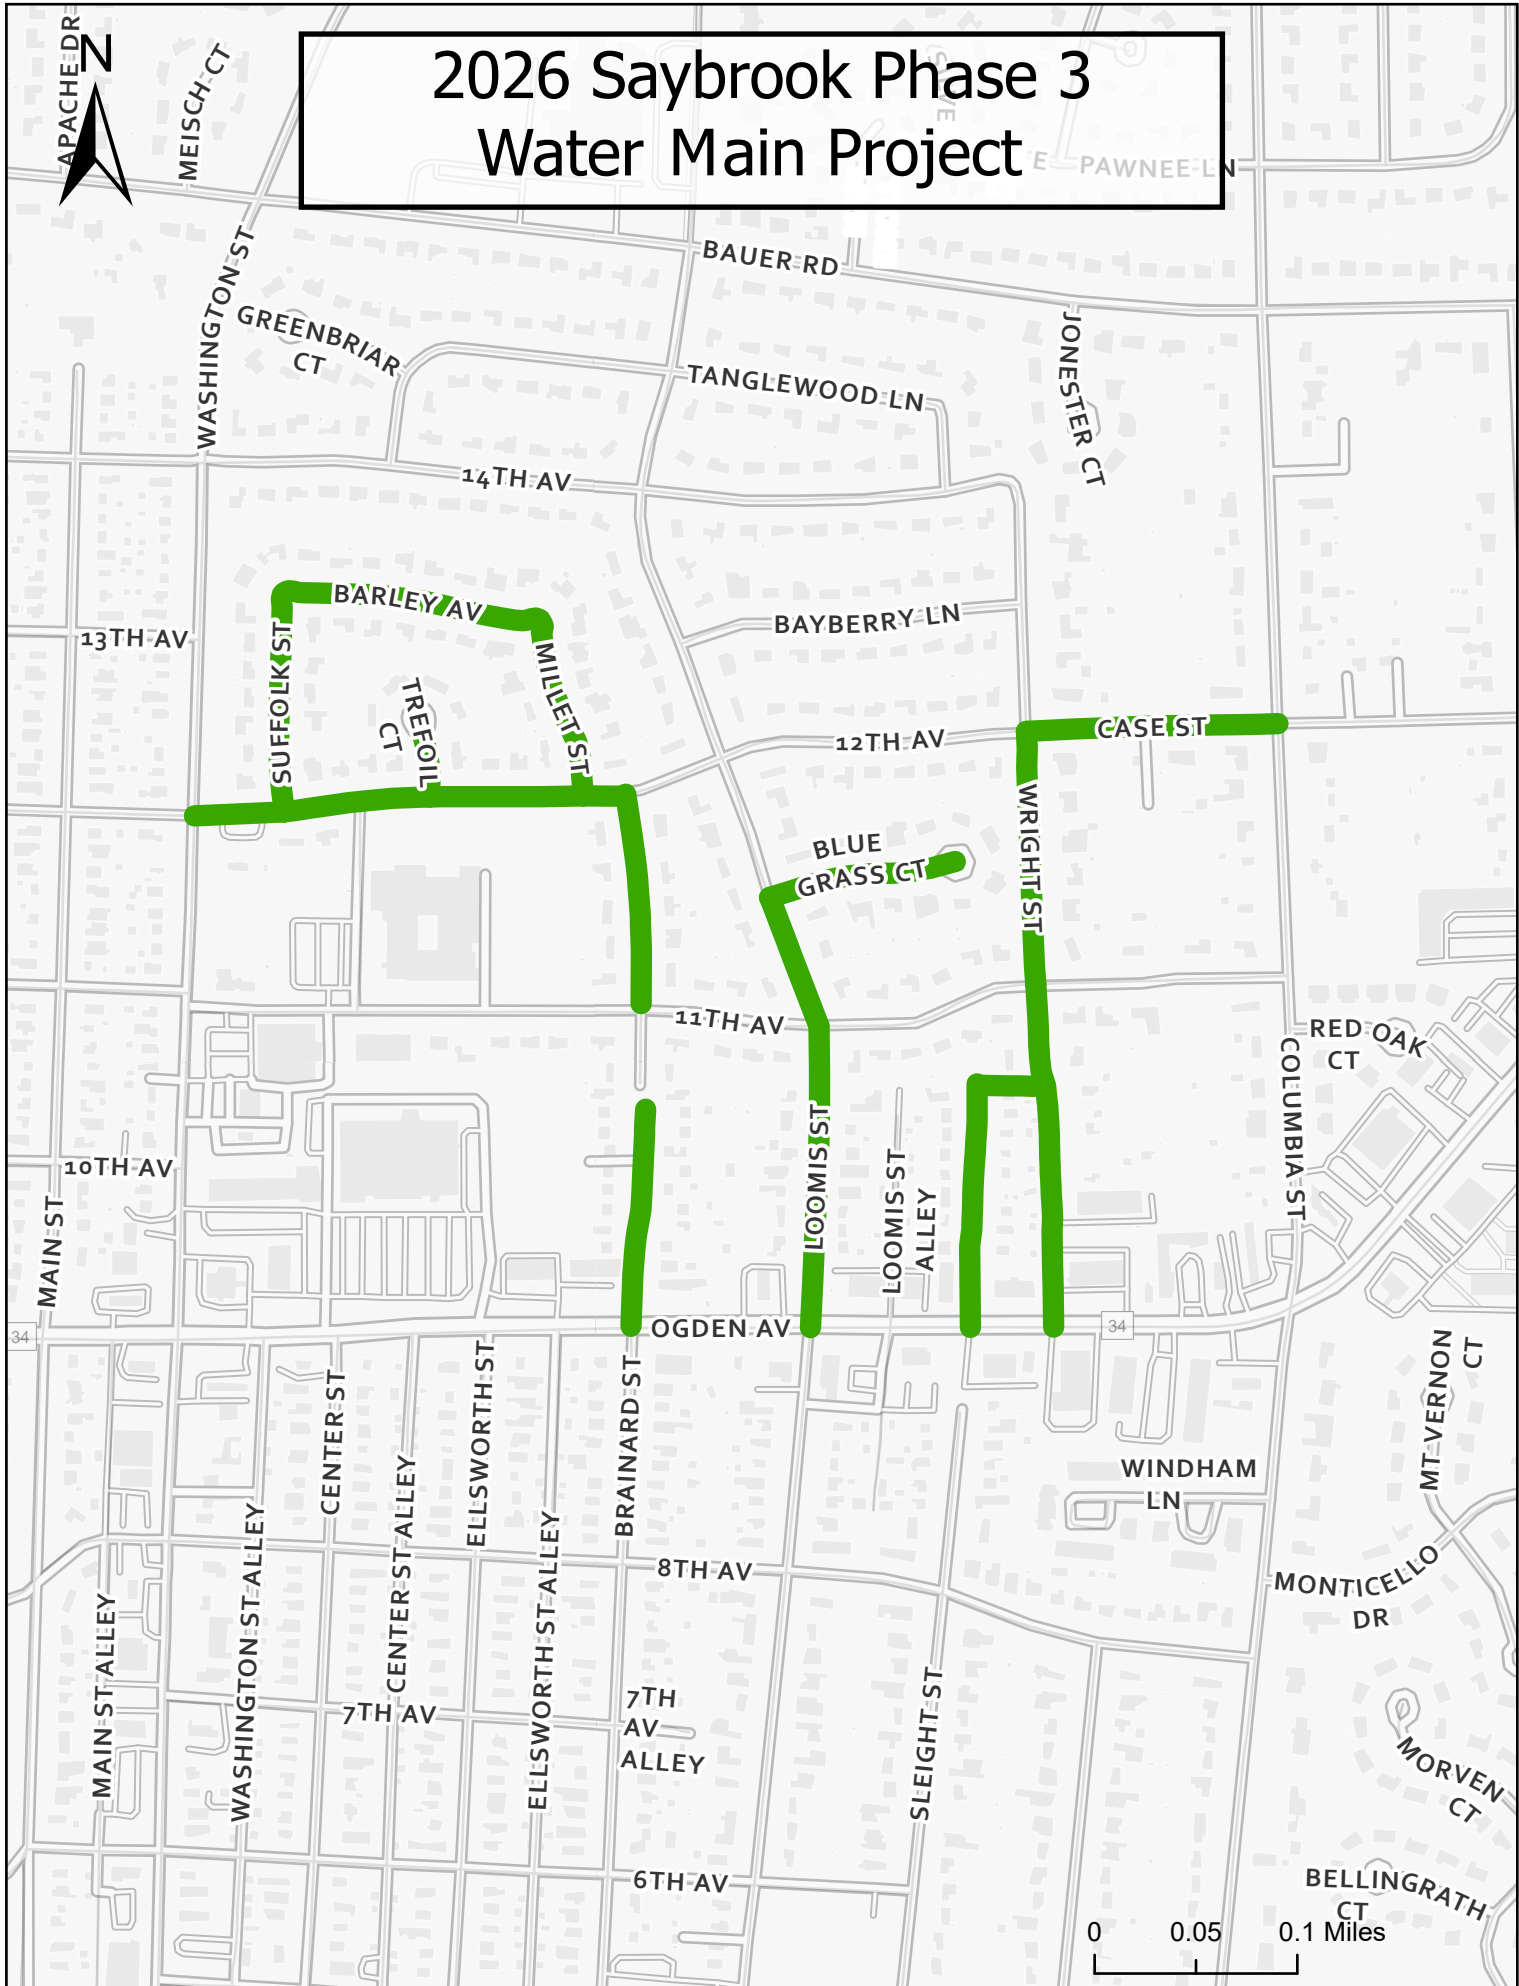 2026 Saybrook Phase 3
Water Main Project
N
APACHE DR
MEISCH CT
E PAWNEE LN
BAUER RD
WASHINGTON ST
GREENBRIAR
CT
TANGLEWOOD LN
JONESTER CT
14TH AV
BARLEY AV
BAYBERRY LN
13TH AV
SUFFOLK ST
TREFOIL
CT
MILLET ST
12TH AV
CASE ST
WRIGHT ST
BLUE
GRASS CT
11TH AV
RED OAK
CT
COLUMBIA ST
10TH AV
MAIN ST
LOOMIS ST
LOOMIS ST
ALLEY
34
OGDEN AV
34
CENTER ST
ELLSWORTH ST
BRAINARD ST
MT VERNON
CT
WINDHAM
LN
CENTER ST ALLEY
WASHINGTON ST ALLEY
ELLSWORTH ST ALLEY
8TH AV
MONTICELLO
DR
MAIN ST ALLEY
7TH AV
7TH
AV
ALLEY
SLEIGHT ST
MORVEN
CT
6TH AV
BELLINGRATH
CT
0 0.05 0.1 Miles